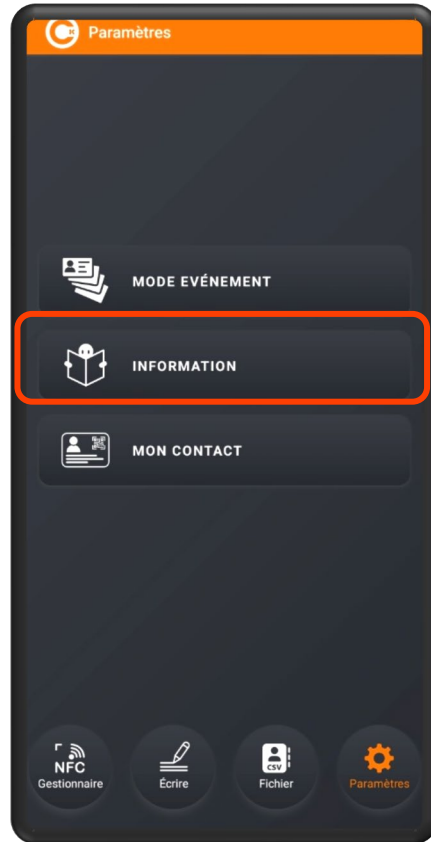 Paramètres
MODE EVÉNEMENT
INFORMATION
MON CONTACT
NFC
Gestionnaire
Écrire
CSV
Fichier
Paramètres